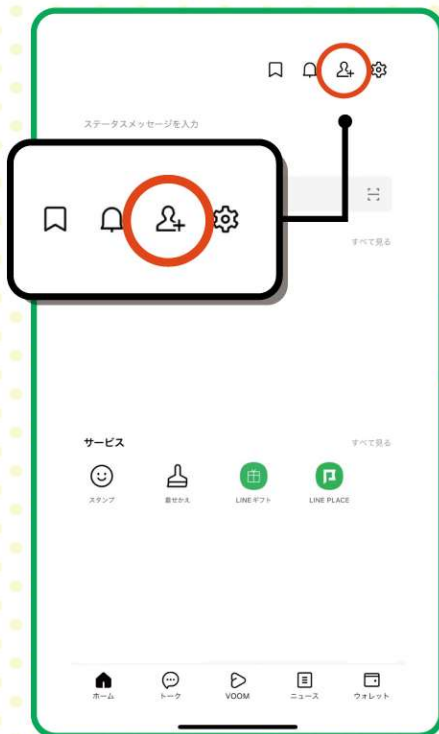 ステータスメッセージを入力
すべて見る
サービス
すべて見る
スタンプ
着せかえ
LINEギフト
LINE PLACE
ホーム
トーク
VOOM
ニュース
ウォレット